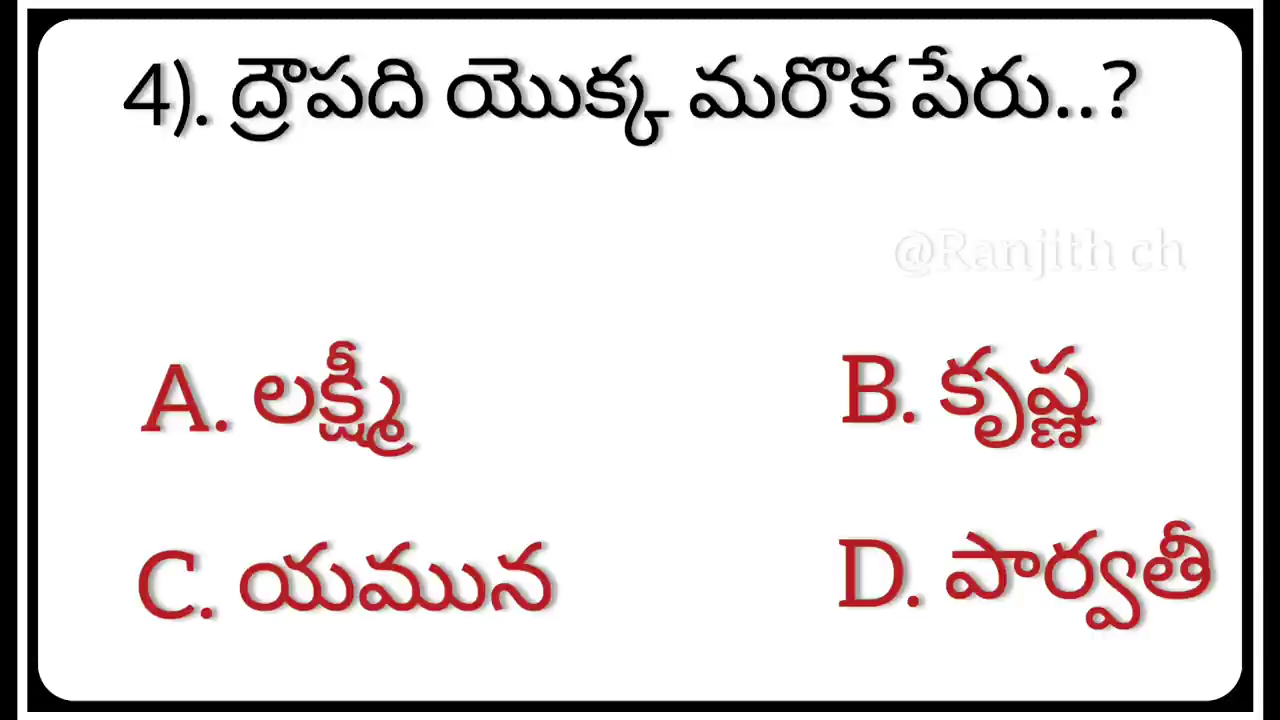 4). ద్రౌపది యొక్క మరొక పేరు..?
@Ranjith ch
A. లక్ష్మీ
B. కృష్ణ
C. యమున
D. పార్వతీ